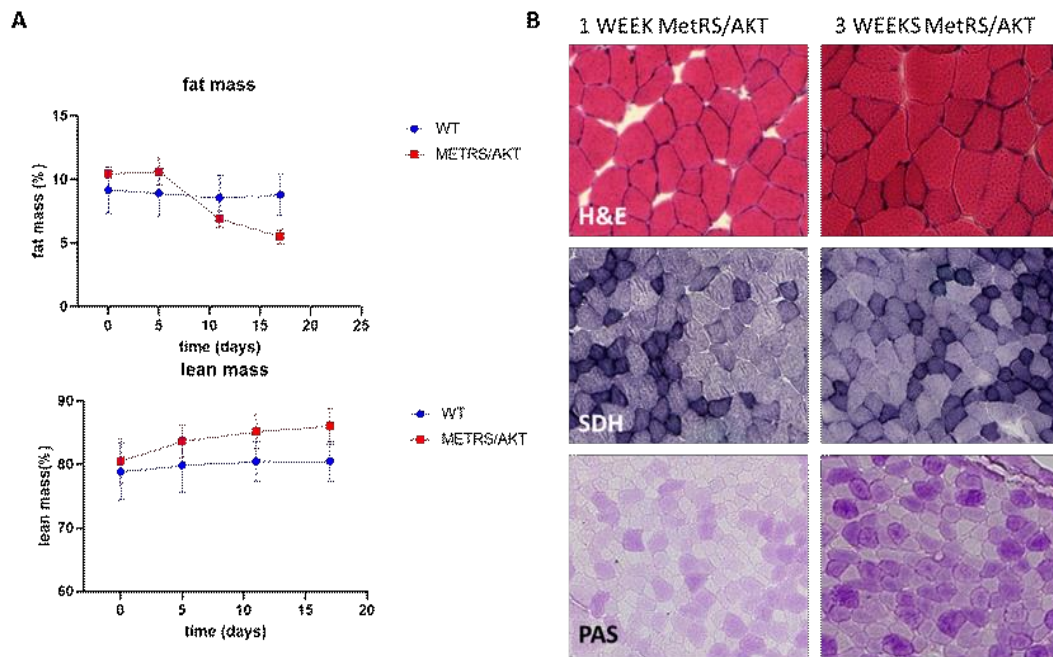 A
fat mass
15
10
5
0
fat mass (%)
0 5 10 15 20 25
time (days)
WT
METRS/AKT
lean mass
90
80
70
60
lean mass(%)
0 5 10 15 20
time (days)
WT
METRS/AKT
B
1 WEEK MetRS/AKT
3 WEEKS MetRS/AKT
H&E
SDH
PAS